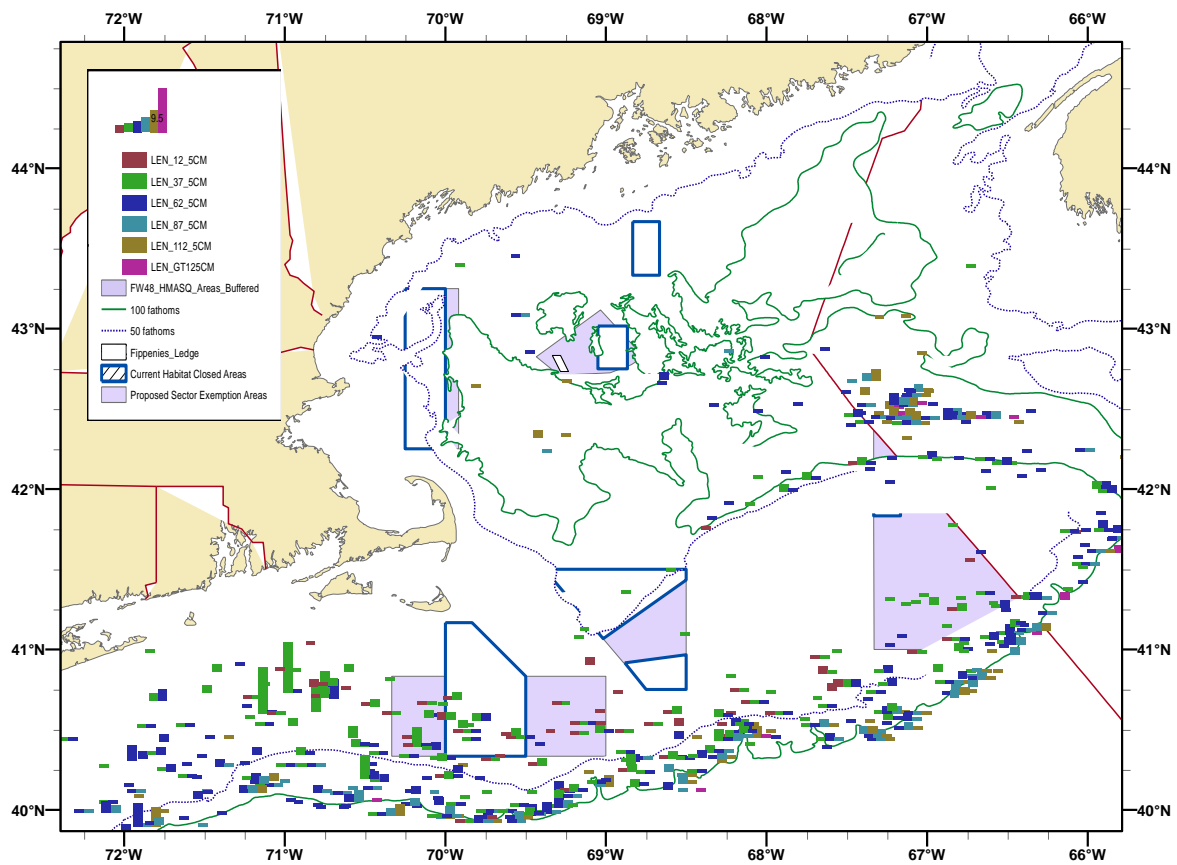 72°W 71°W 70°W 69°W 68°W 67°W 66°W
44°N 44°N
43°N 43°N
42°N 42°N
41°N 41°N
40°N 40°N
9.5
LEN_12_5CM
LEN_37_5CM
LEN_62_5CM
LEN_87_5CM
LEN_112_5CM
LEN_GT125CM
FW48_HMASQ_Areas_Buffered
100 fathoms
50 fathoms
Fippenies_Ledge
Current Habitat Closed Areas
Proposed Sector Exemption Areas
72°W 71°W 70°W 69°W 68°W 67°W 66°W